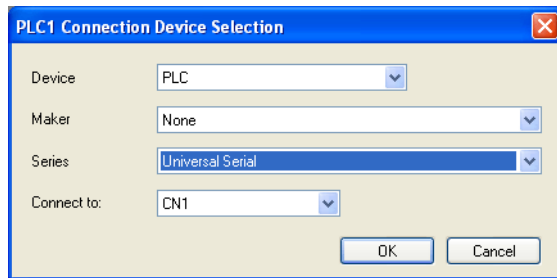 PLC1 Connection Device Selection
Device PLC
Maker None
Series Universal Serial
Connect to: CN1
OK Cancel